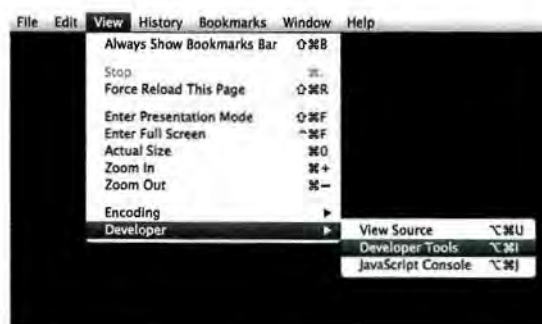 File Edit View History Bookmarks Window Help
Always Show Bookmarks Bar ⇧⌘B
Stop ⌘.
Force Reload This Page ⇧⌘R
Enter Presentation Mode ⇧⌘F
Enter Full Screen ^⌘F
Actual Size ⌘0
Zoom In ⌘+
Zoom Out ⌘–
Encoding ▶
Developer ▶
View Source ⌥⌘U
Developer Tools ⌥⌘I
JavaScript Console ⌥⌘J